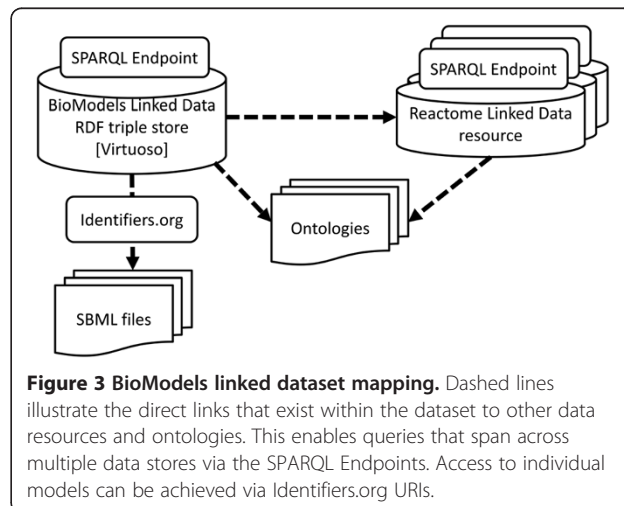 SPARQL Endpoint
BioModels Linked Data
RDF triple store
[Virtuoso]
SPARQL Endpoint
Reactome Linked Data
resource
Identifiers.org
Ontologies
SBML files
Figure 3 BioModels linked dataset mapping. Dashed lines
illustrate the direct links that exist within the dataset to other data
resources and ontologies. This enables queries that span across
multiple data stores via the SPARQL Endpoints. Access to individual
models can be achieved via Identifiers.org URIs.